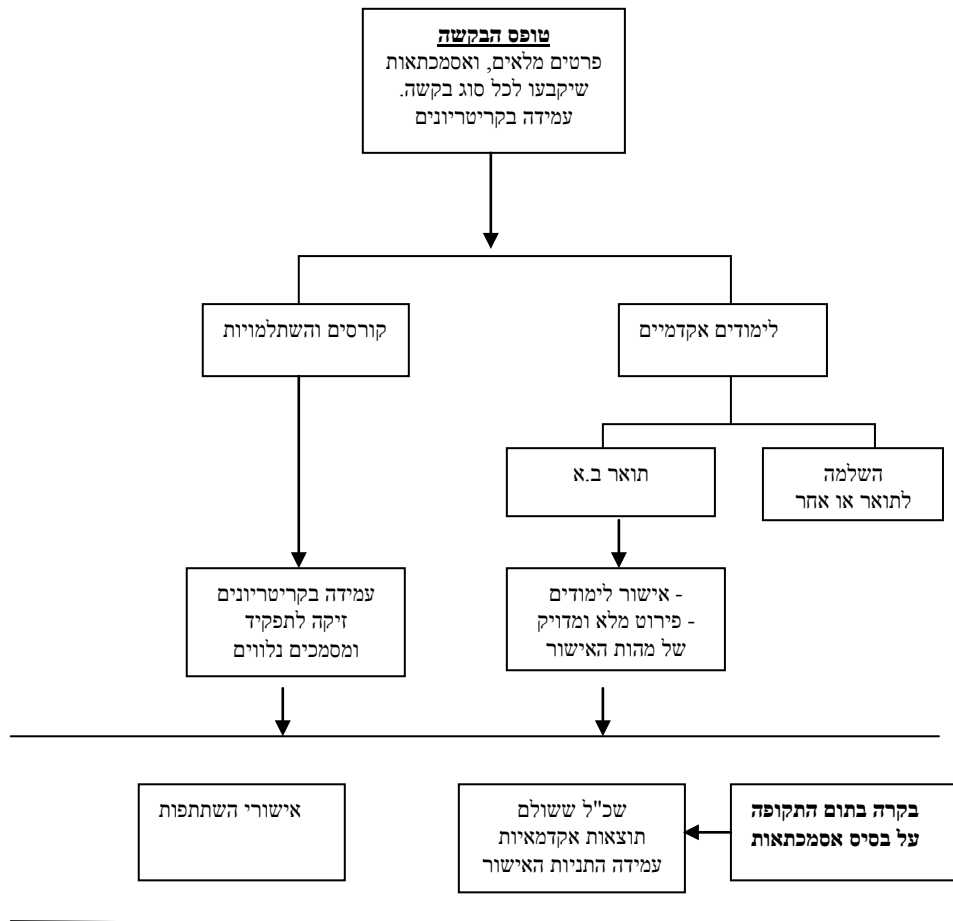 טופס הבקשה
פרטים מלאים, ואסמכתאות
שיקבעו לכל סוג בקשה.
עמידה בקריטריונים
לימודים אקדמיים
קורסים והשתלמויות
השלמה
לתואר או אחר
תואר ב.א
- אישור לימודים
- פירוט מלא ומדויק
של מהות האישור
עמידה בקריטריונים
זיקה לתפקיד
ומסמכים נלווים
בקרה בתום התקופה
על בסיס אסמכתאות
שכ"ל ששולם
תוצאות אקדמאיות
עמידה התניות האישור
אישורי השתתפות